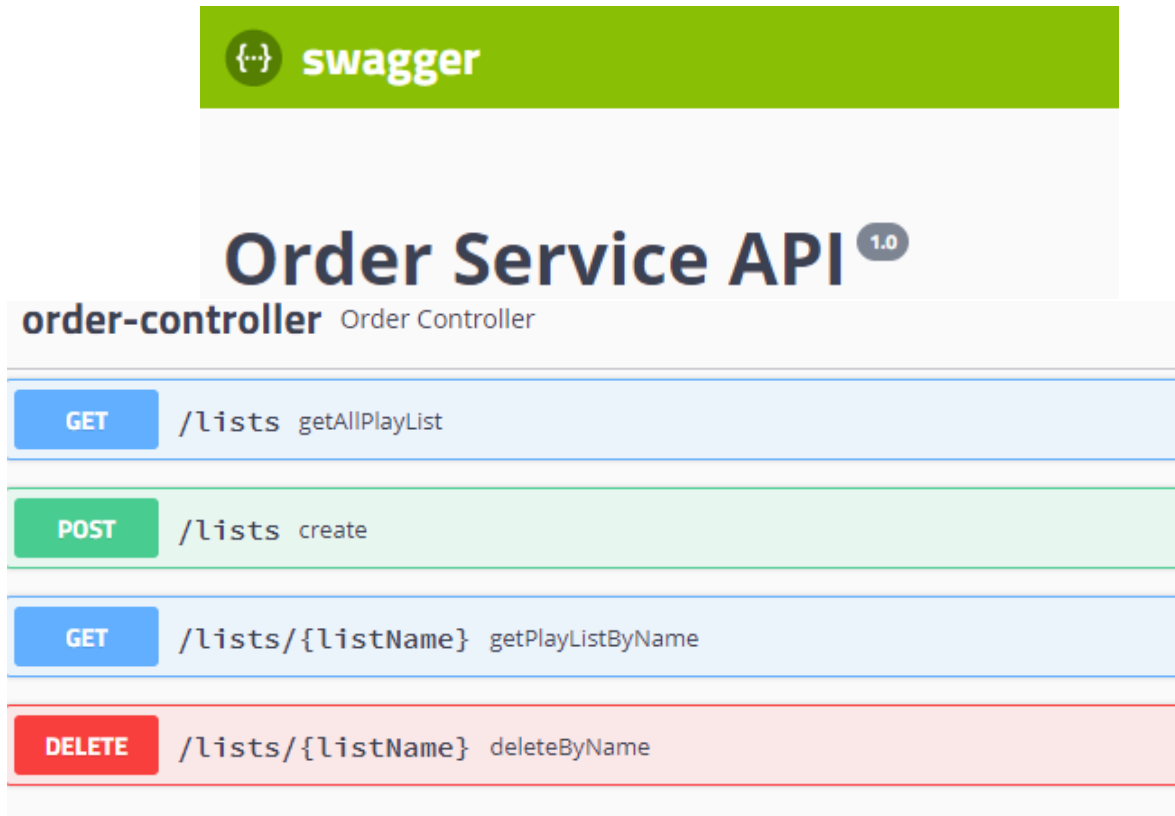 {···} swagger
Order Service API 1.0
order-controller Order Controller
GET /lists getAllPlayList
POST /lists create
GET /lists/{listName} getPlayListByName
DELETE /lists/{listName} deleteByName